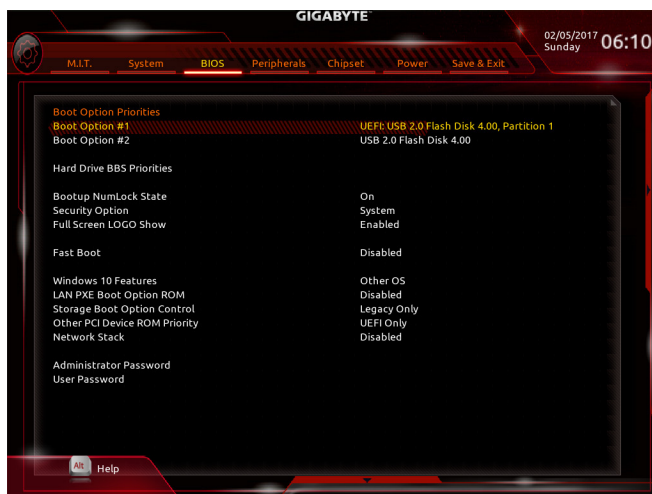 GIGABYTE
02/05/2017 Sunday 06:10
M.I.T. System BIOS Peripherals Chipset Power Save & Exit
Boot Option Priorities
Boot Option #1 UEFI: USB 2.0 Flash Disk 4.00, Partition 1
Boot Option #2 USB 2.0 Flash Disk 4.00
Hard Drive BBS Priorities
Bootup NumLock State On
Security Option System
Full Screen LOGO Show Enabled
Fast Boot Disabled
Windows 10 Features Other OS
LAN PXE Boot Option ROM Disabled
Storage Boot Option Control Legacy Only
Other PCI Device ROM Priority UEFI Only
Network Stack Disabled
Administrator Password
User Password
Alt Help